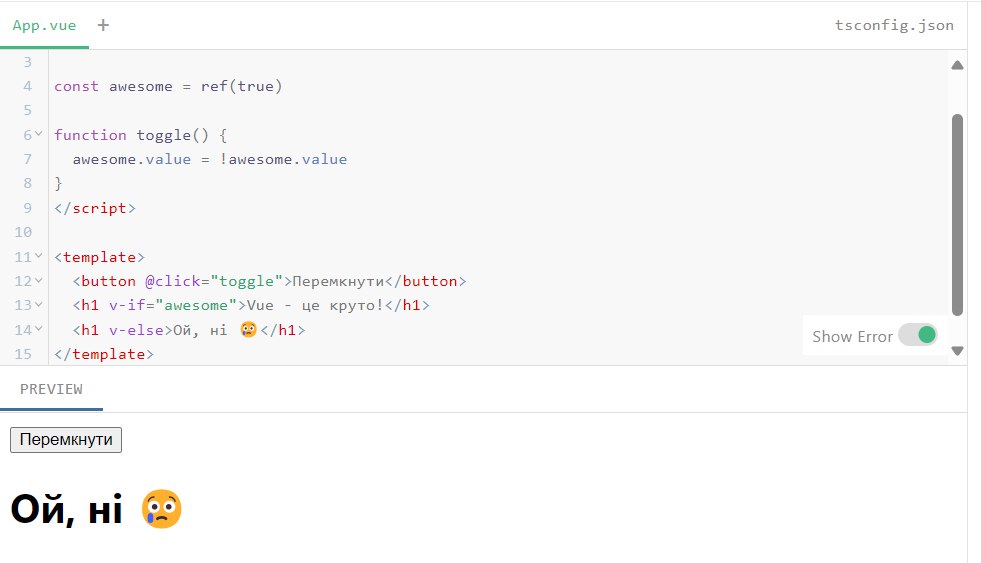 App.vue + tsconfig.json
3
4 const awesome = ref(true)
5
6 function toggle() {
7   awesome.value = !awesome.value
8 }
9 </script>
10
11 <template>
12   <button @click="toggle">Перемкнути</button>
13   <h1 v-if="awesome">Vue - це круто!</h1>
14   <h1 v-else>Ой, ні 😢</h1>
15 </template>
Show Error
PREVIEW
Перемкнути
Ой, ні 😢